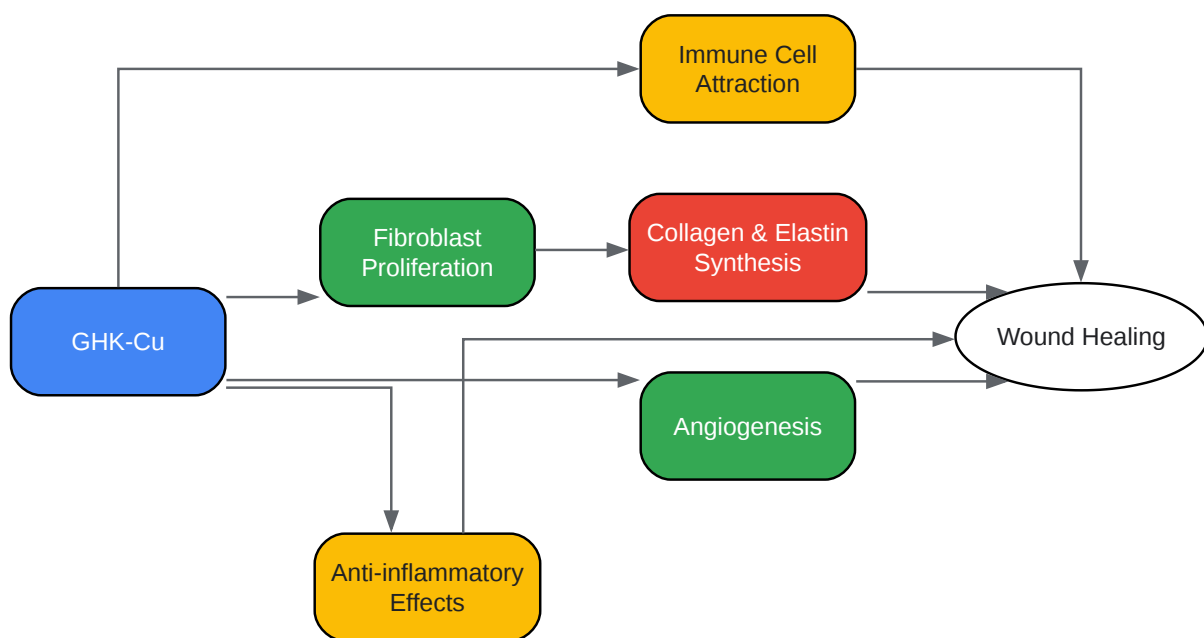 Immune Cell
Attraction
Fibroblast
Proliferation
Collagen & Elastin
Synthesis
GHK-Cu
Wound Healing
Angiogenesis
Anti-inflammatory
Effects